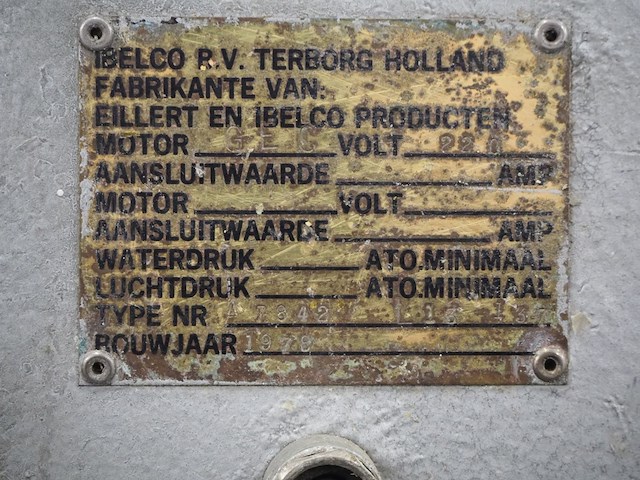 IBELCO B.V. TERBORG HOLLAND
FABRIKANTE VAN:
EILLERT EN IBELCO PRODUCTEN.
MOTOR GEC VOLT 220
AANSLUITWAARDE AMP
MOTOR VOLT
AANSLUITWAARDE AMP
WATERDRUK ATO.MINIMAAL
LUCHTDRUK ATO.MINIMAAL
TYPE NR
BOUWJAAR 1978